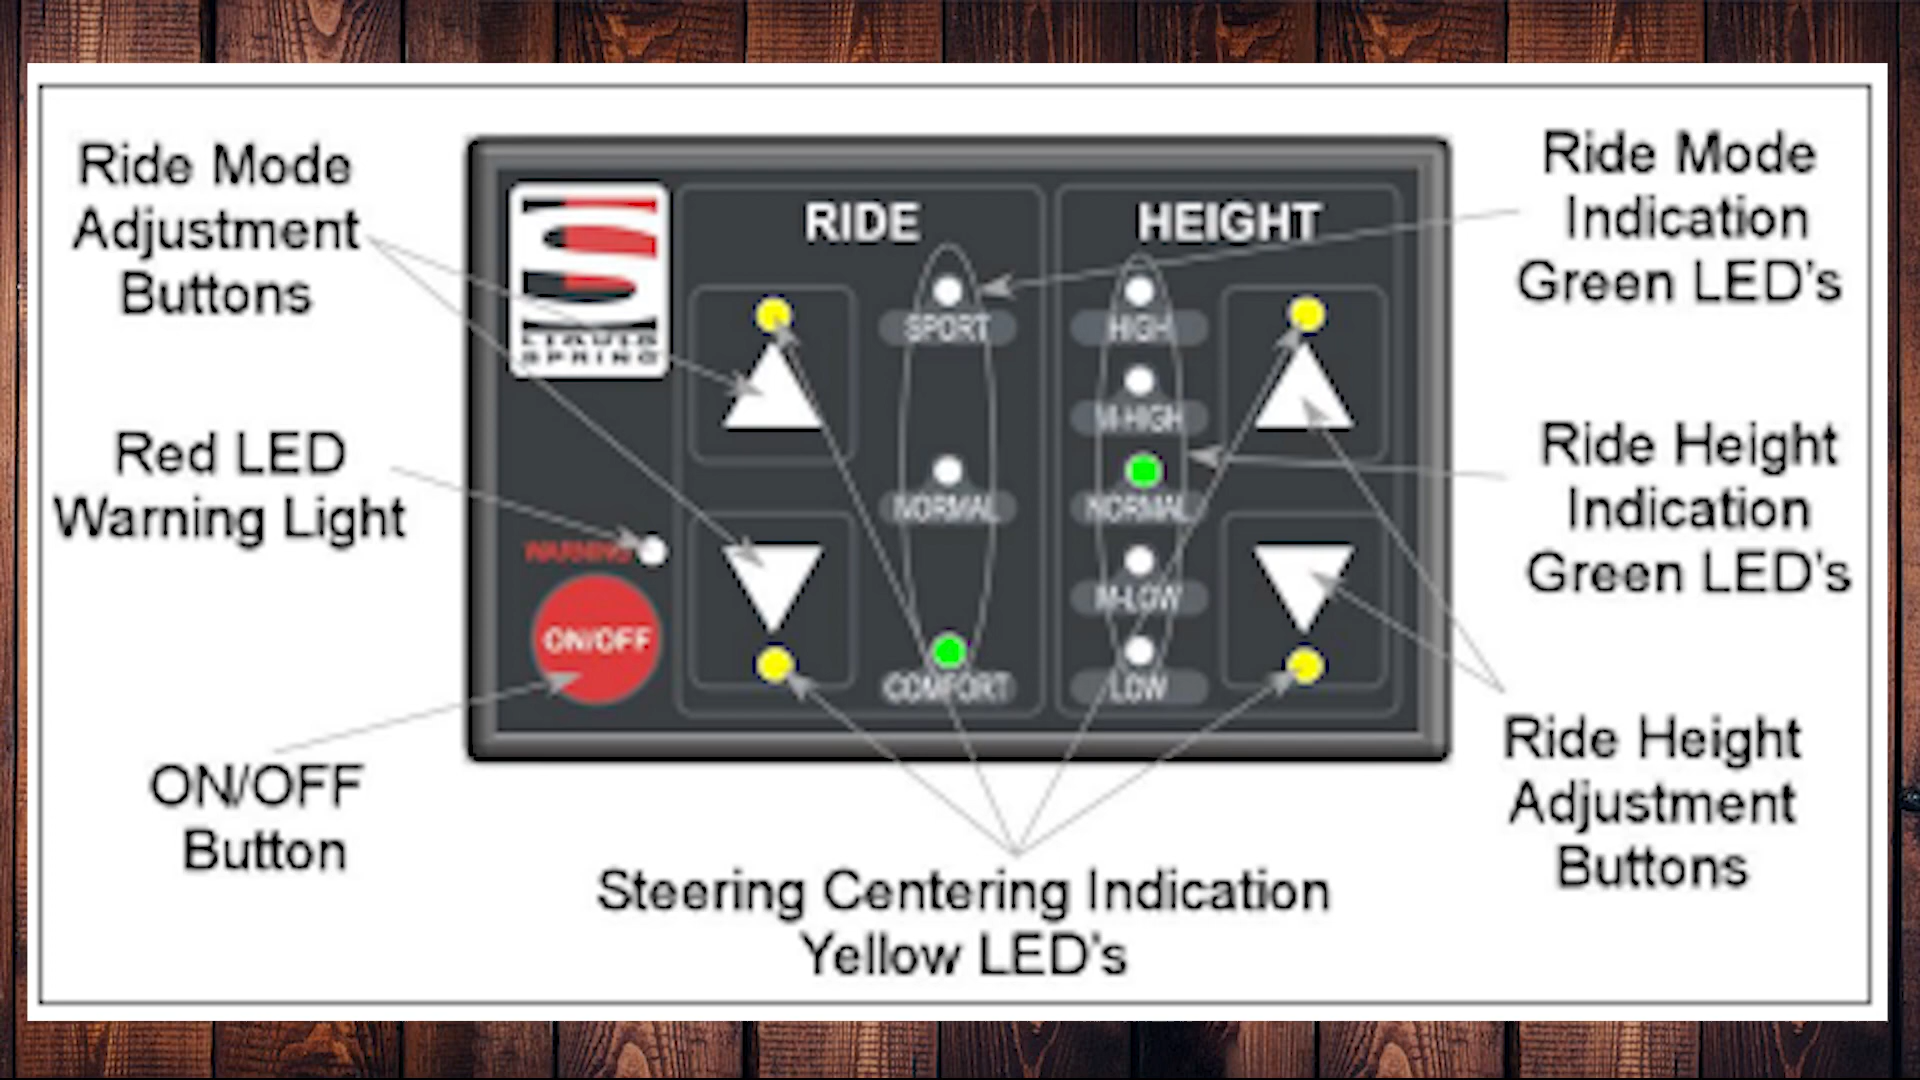 Ride Mode
Adjustment
Buttons
Red LED
Warning Light
ON/OFF
Button
LIQUID
SPRING
WARNING
ON/OFF
RIDE
SPORT
NORMAL
COMFORT
HEIGHT
HIGH
M-HIGH
NORMAL
M-LOW
LOW
Ride Mode
Indication
Green LED's
Ride Height
Indication
Green LED's
Ride Height
Adjustment
Buttons
Steering Centering Indication
Yellow LED's